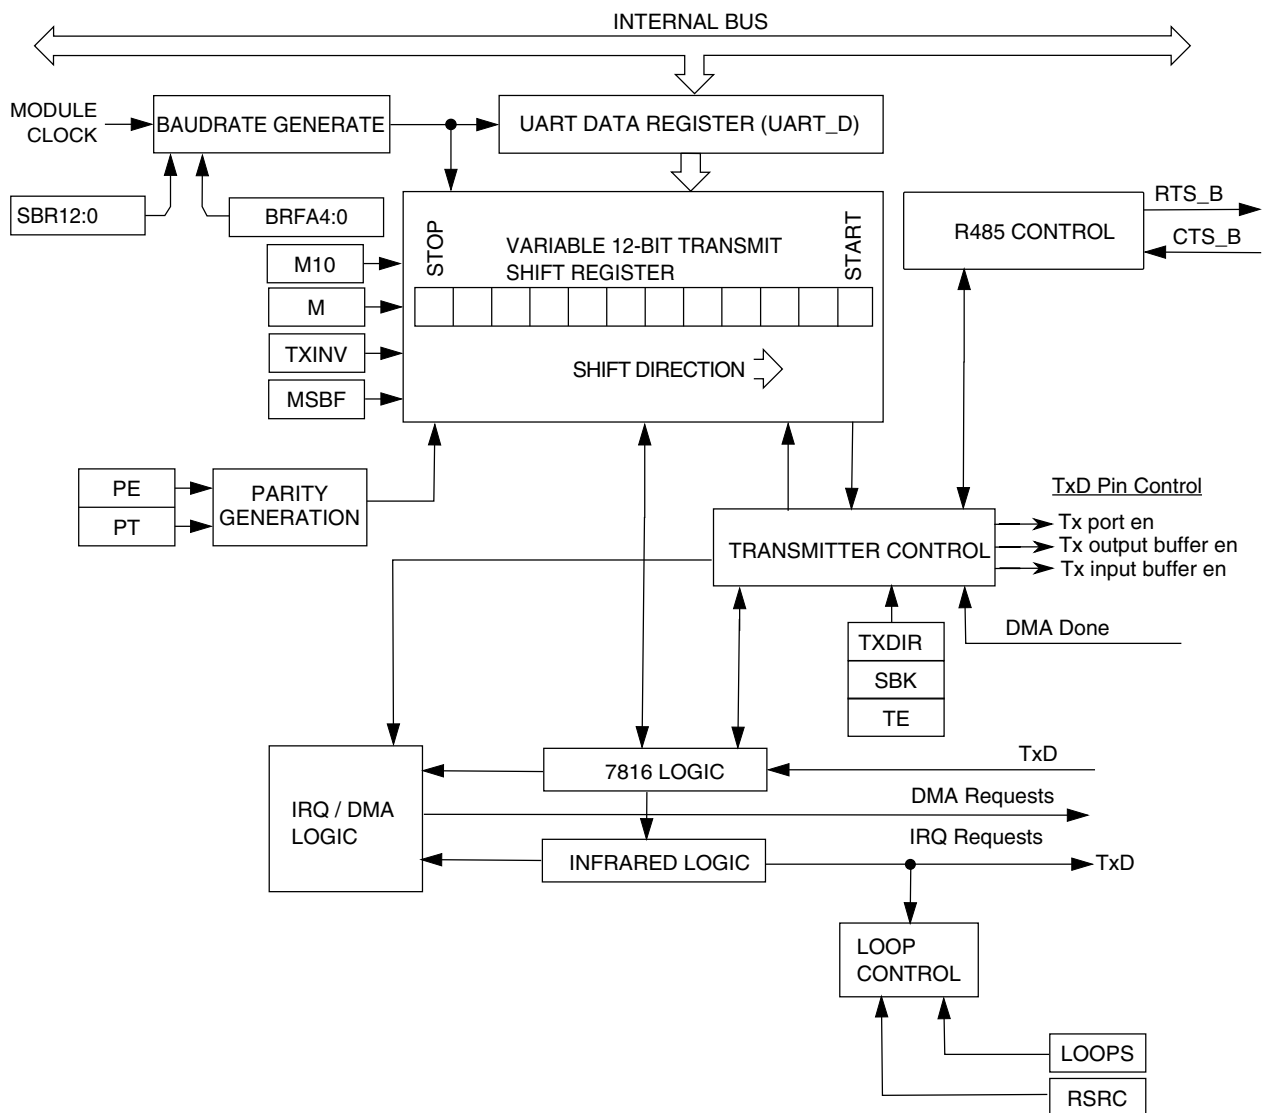 INTERNAL BUS
MODULE
CLOCK
BAUDRATE GENERATE
UART DATA REGISTER (UART_D)
SBR12:0
BRFA4:0
RTS_B
R485 CONTROL
CTS_B
STOP
VARIABLE 12-BIT TRANSMIT
SHIFT REGISTER
START
M10
M
TXINV
SHIFT DIRECTION
MSBF
PE
PT
PARITY
GENERATION
TxD Pin Control
TRANSMITTER CONTROL
Tx port en
Tx output buffer en
Tx input buffer en
DMA Done
TXDIR
SBK
TE
TxD
7816 LOGIC
DMA Requests
IRQ / DMA
LOGIC
IRQ Requests
INFRARED LOGIC
TxD
LOOP
CONTROL
LOOPS
RSRC